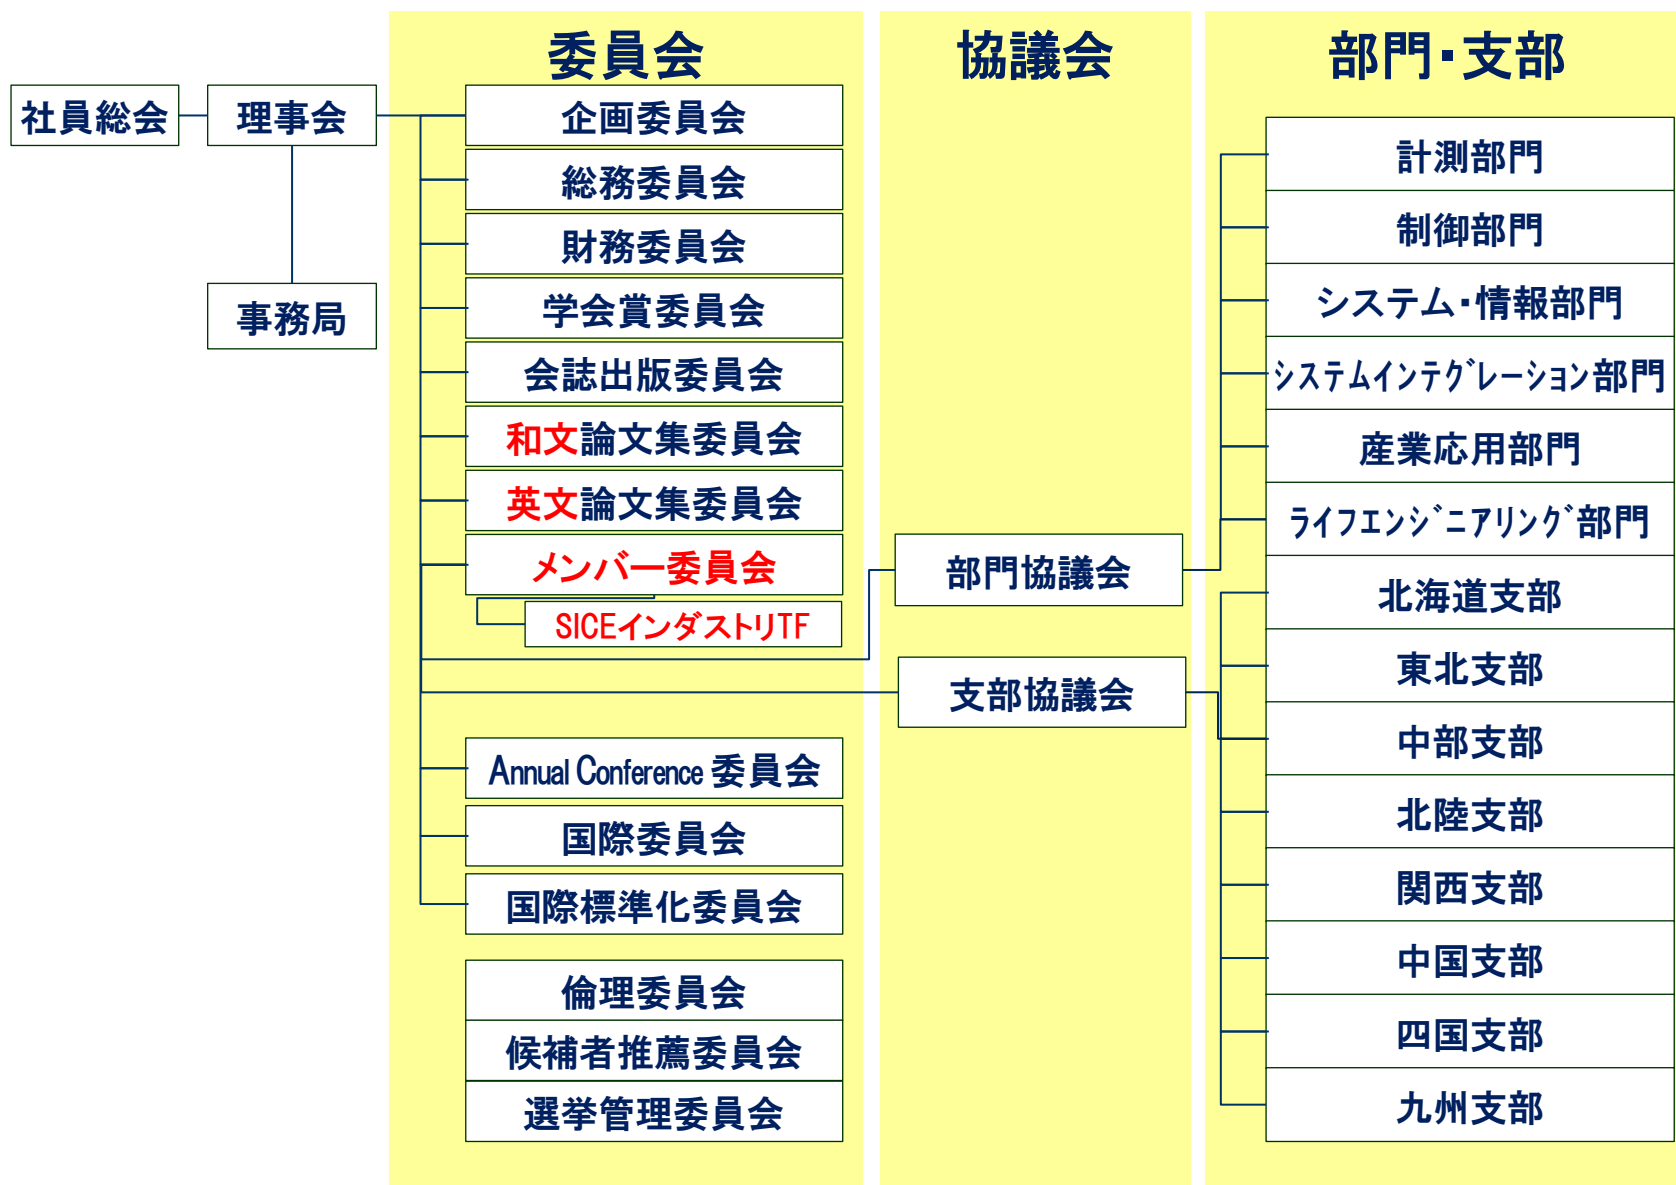 委員会
協議会
部門・支部
社員総会
理事会
事務局
企画委員会
総務委員会
財務委員会
学会賞委員会
会誌出版委員会
和文論文集委員会
英文論文集委員会
メンバー委員会
SICEインダストリTF
Annual Conference 委員会
国際委員会
国際標準化委員会
倫理委員会
候補者推薦委員会
選挙管理委員会
部門協議会
支部協議会
計測部門
制御部門
システム・情報部門
ｼｽﾃﾑｲﾝﾃｸﾞﾚｰｼｮﾝ部門
産業応用部門
ﾗｲﾌｴﾝｼﾞﾆｱﾘﾝｸﾞ部門
北海道支部
東北支部
中部支部
北陸支部
関西支部
中国支部
四国支部
九州支部